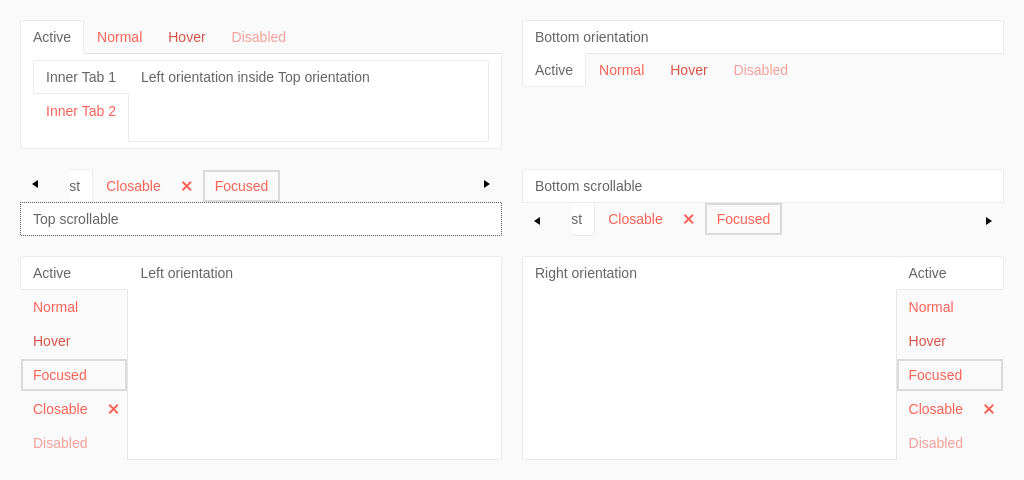 Active Normal Hover Disabled
Inner Tab 1 Left orientation inside Top orientation
Inner Tab 2
Bottom orientation
Active Normal Hover Disabled
st Closable Focused
Top scrollable
Bottom scrollable
st Closable Focused
Active Left orientation
Normal
Hover
Focused
Closable
Disabled
Right orientation Active
Normal
Hover
Focused
Closable
Disabled